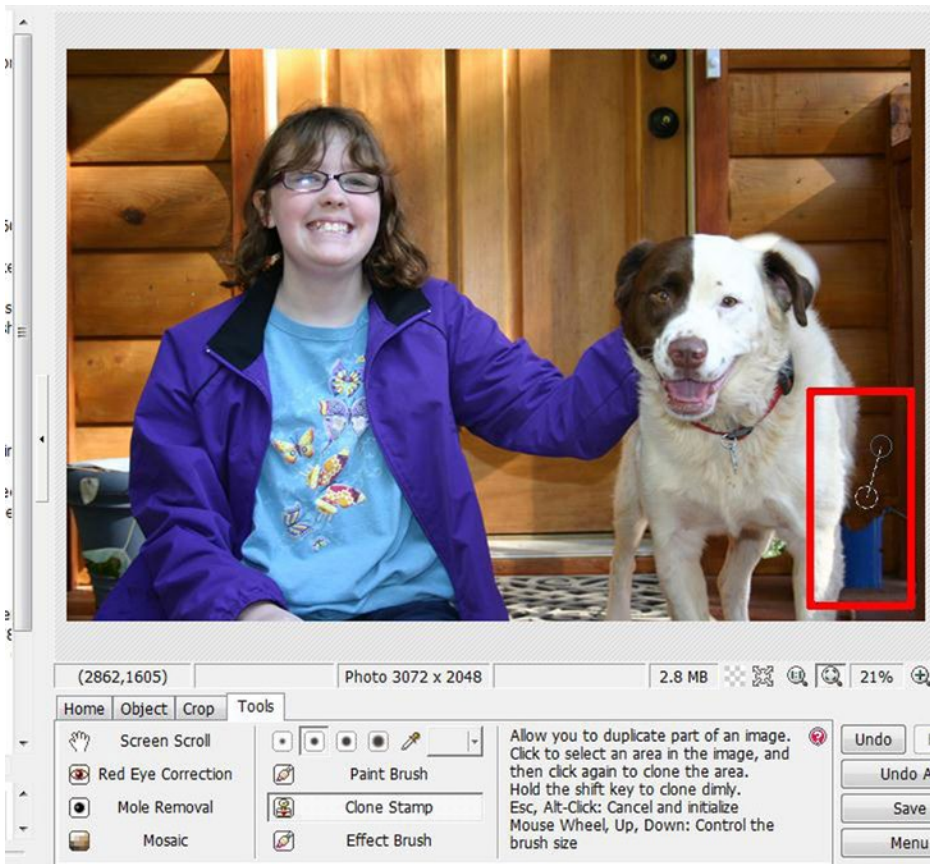 (2862,1605)
Photo 3072 x 2048
2.8 MB
21%
Home
Object
Crop
Tools
Screen Scroll
Red Eye Correction
Mole Removal
Mosaic
Paint Brush
Clone Stamp
Effect Brush
Allow you to duplicate part of an image.
Click to select an area in the image, and
then click again to clone the area.
Hold the shift key to clone dimly.
Esc, Alt-Click: Cancel and initialize
Mouse Wheel, Up, Down: Control the
brush size
Undo
Undo A
Save
Menu